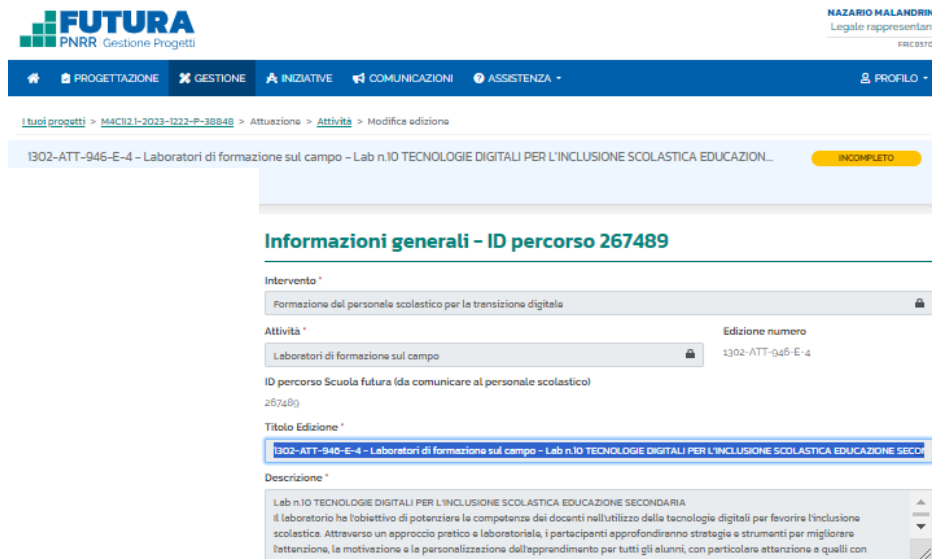 FUTURA
PNRR Gestione Progetti
NAZARIO MALANDRIN
Legale rappresentan
PROGETTAZIONE GESTIONE INIZIATIVE COMUNICAZIONI ASSISTENZA PROFILO
I tuoi progetti > M4C1I2.1-2023-1222-P-38848 > Attuazione > Attività > Modifica edizione
1302-ATT-946-E-4 - Laboratori di formazione sul campo - Lab n.10 TECNOLOGIE DIGITALI PER L'INCLUSIONE SCOLASTICA EDUCAZION... INCOMPLETO
Informazioni generali - ID percorso 267489
Intervento *
Formazione del personale scolastico per la transizione digitale
Attività * Edizione numero
Laboratori di formazione sul campo 1302-ATT-946-E-4
ID percorso Scuola futura (da comunicare al personale scolastico)
267489
Titolo Edizione *
1302-ATT-946-E-4 - Laboratori di formazione sul campo - Lab n.10 TECNOLOGIE DIGITALI PER L'INCLUSIONE SCOLASTICA EDUCAZIONE SECON
Descrizione *
Lab n.10 TECNOLOGIE DIGITALI PER L'INCLUSIONE SCOLASTICA EDUCAZIONE SECONDARIA
Il laboratorio ha l'obiettivo di potenziare le competenze dei docenti nell'utilizzo delle tecnologie digitali per favorire l'inclusione
scolastica. Attraverso un approccio pratico e laboratoriale, i partecipanti approfondiranno strategie e strumenti per migliorare
l'attenzione, la motivazione e la personalizzazione dell'apprendimento per tutti gli alunni, con particolare attenzione a quelli con